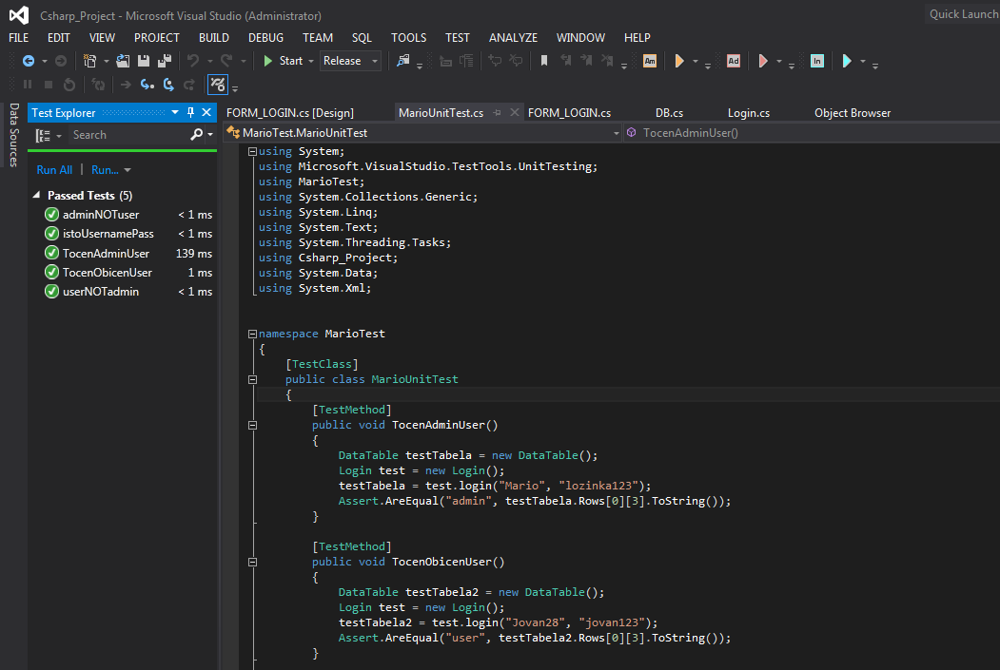 Csharp_Project - Microsoft Visual Studio (Administrator)
Quick Launch
FILE EDIT VIEW PROJECT BUILD DEBUG TEAM SQL TOOLS TEST ANALYZE WINDOW HELP
Start Release Am Ad In
Data Sources
Test Explorer
Search
Run All | Run...
Passed Tests (5)
adminNOTuser < 1 ms
istoUsernamePass < 1 ms
TocenAdminUser 139 ms
TocenObicenUser 1 ms
userNOTadmin < 1 ms
FORM_LOGIN.cs [Design] MarioUnitTest.cs FORM_LOGIN.cs DB.cs Login.cs Object Browser
MarioTest.MarioUnitTest TocenAdminUser()
using System;
using Microsoft.VisualStudio.TestTools.UnitTesting;
using MarioTest;
using System.Collections.Generic;
using System.Linq;
using System.Text;
using System.Threading.Tasks;
using Csharp_Project;
using System.Data;
using System.Xml;
namespace MarioTest
{
[TestClass]
public class MarioUnitTest
{
[TestMethod]
public void TocenAdminUser()
{
DataTable testTabela = new DataTable();
Login test = new Login();
testTabela = test.login("Mario", "lozinka123");
Assert.AreEqual("admin", testTabela.Rows[0][3].ToString());
}
[TestMethod]
public void TocenObicenUser()
{
DataTable testTabela2 = new DataTable();
Login test = new Login();
testTabela2 = test.login("Jovan28", "jovan123");
Assert.AreEqual("user", testTabela2.Rows[0][3].ToString());
}